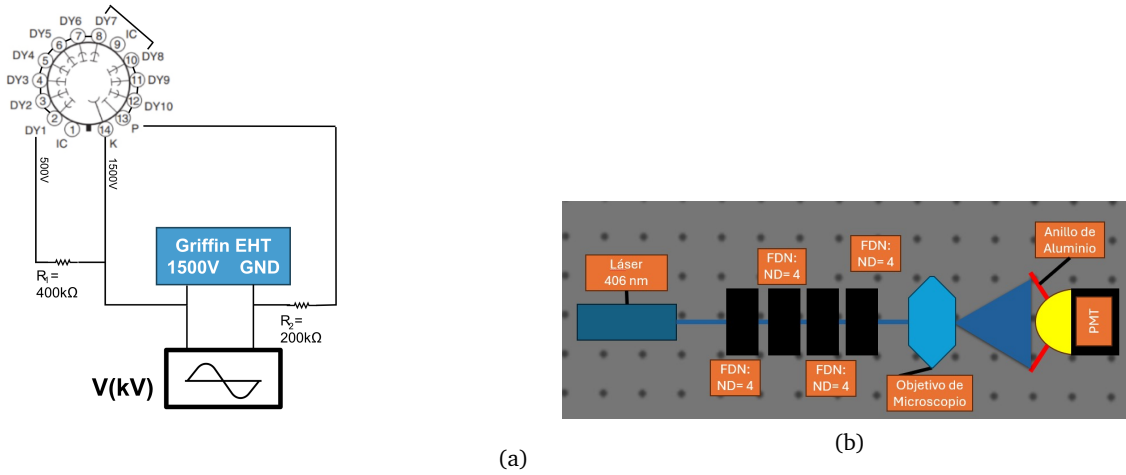 DY7
DY6
IC
DY5
DY8
DY4
DY3
DY9
DY2
DY10
DY1
P
IC
K
1
2
3
4
5
6
7
8
9
10
11
12
13
14
500V
1500V
Griffin EHT
1500V GND
R₁=
400kΩ
R₂=
200kΩ
V(kV)
(a)
Láser
406 nm
FDN:
ND= 4
FDN:
ND= 4
FDN:
ND= 4
FDN:
ND= 4
Objetivo de
Microscopio
Anillo de
Aluminio
PMT
(b)